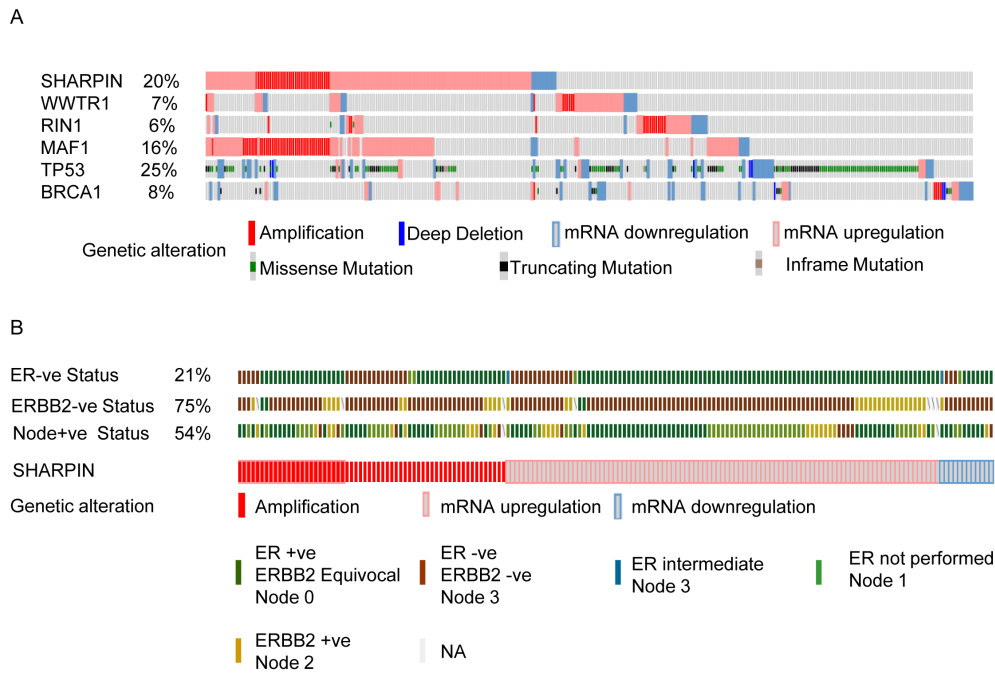 A
SHARPIN 20%
WWTR1 7%
RIN1 6%
MAF1 16%
TP53 25%
BRCA1 8%
Genetic alteration
Amplification Deep Deletion mRNA downregulation mRNA upregulation
Missense Mutation Truncating Mutation Inframe Mutation
B
ER-ve Status 21%
ERBB2-ve Status 75%
Node+ve Status 54%
SHARPIN
Genetic alteration Amplification mRNA upregulation mRNA downregulation
ER +ve
ERBB2 Equivocal
Node 0
ER -ve
ERBB2 -ve
Node 3
ER intermediate
Node 3
ER not performed
Node 1
ERBB2 +ve
Node 2
NA